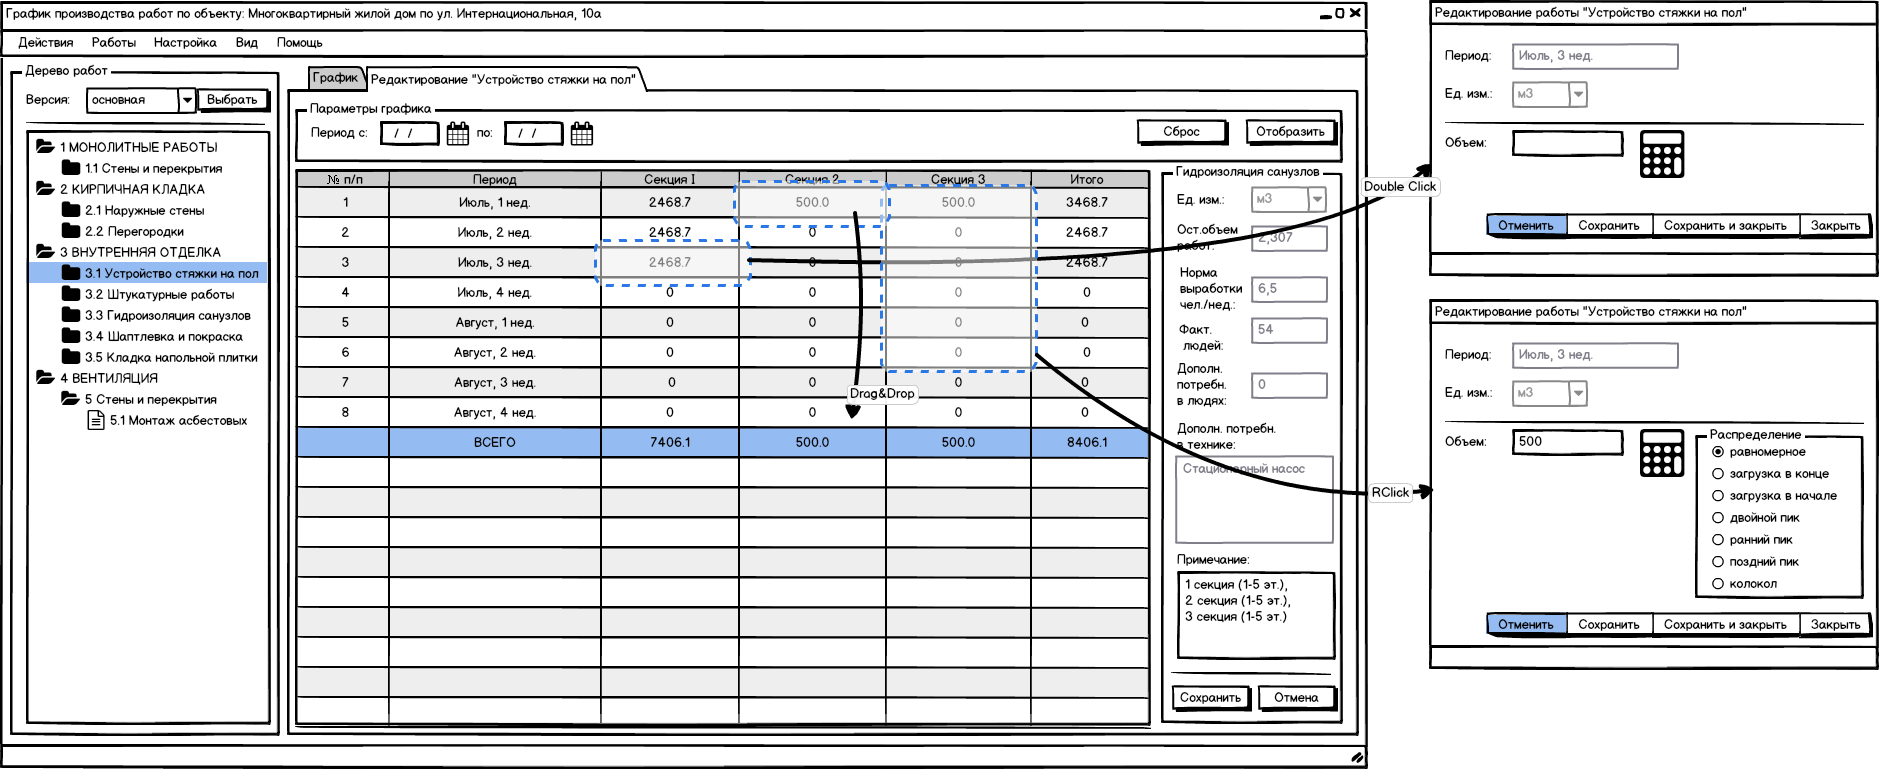 График производства работ по объекту: Многоквартирный жилой дом по ул. Интернациональная, 10а
Действия Работы Настройка Вид Помощь
Дерево работ
Версия: основная Выбрать
1 МОНОЛИТНЫЕ РАБОТЫ
1.1 Стены и перекрытия
2 КИРПИЧНАЯ КЛАДКА
2.1 Наружные стены
2.2 Перегородки
3 ВНУТРЕННЯЯ ОТДЕЛКА
3.1 Устройство стяжки на пол
3.2 Штукатурные работы
3.3 Гидроизоляция санузлов
3.4 Шаптлевка и покраска
3.5 Кладка напольной плитки
4 ВЕНТИЛЯЦИЯ
5 Стены и перекрытия
5.1 Монтаж асбестовых
График Редактирование "Устройство стяжки на пол"
Параметры графика
Период с: / / по: / / Сброс Отобразить
№ п/п Период Секция I Секция 2 Секция 3 Итого
1 Июль, 1 нед. 2468.7 500.0 500.0 3468.7
2 Июль, 2 нед. 2468.7 0 0 2468.7
3 Июль, 3 нед. 2468.7 0 0 2468.7
4 Июль, 4 нед. 0 0 0 0
5 Август, 1 нед. 0 0 0 0
6 Август, 2 нед. 0 0 0 0
7 Август, 3 нед. 0 0 0 0
8 Август, 4 нед. 0 0 0 0
ВСЕГО 7406.1 500.0 500.0 8406.1
Drag&Drop
Гидроизоляция санузлов
Ед. изм.: м3
Ост.объем
работ: 2,307
Норма
выработки
чел./нед.: 6,5
Факт.
людей: 54
Дополн.
потребн.
в людях: 0
Дополн. потребн.
в технике:
Стационарный насос
Примечание:
1 секция (1-5 эт.),
2 секция (1-5 эт.),
3 секция (1-5 эт.)
Сохранить Отмена
Double Click
RClick
Редактирование работы "Устройство стяжки на пол"
Период: Июль, 3 нед.
Ед. изм.: м3
Объем:
Отменить Сохранить Сохранить и закрыть Закрыть
Редактирование работы "Устройство стяжки на пол"
Период: Июль, 3 нед.
Ед. изм.: м3
Объем: 500
Распределение
равномерное
загрузка в конце
загрузка в начале
двойной пик
ранний пик
поздний пик
колокол
Отменить Сохранить Сохранить и закрыть Закрыть